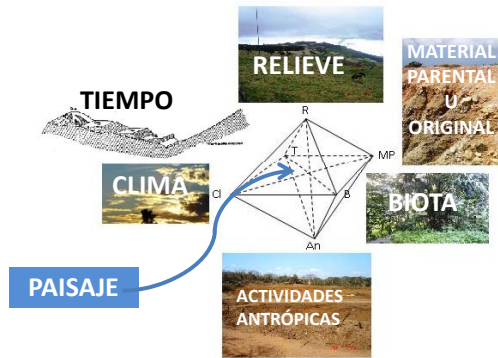 RELIEVE
MATERIAL
PARENTAL
U
ORIGINAL
TIEMPO
R
T
MP
CLIMA
Cl
B
BIOTA
An
PAISAJE
ACTIVIDADES
ANTRÓPICAS